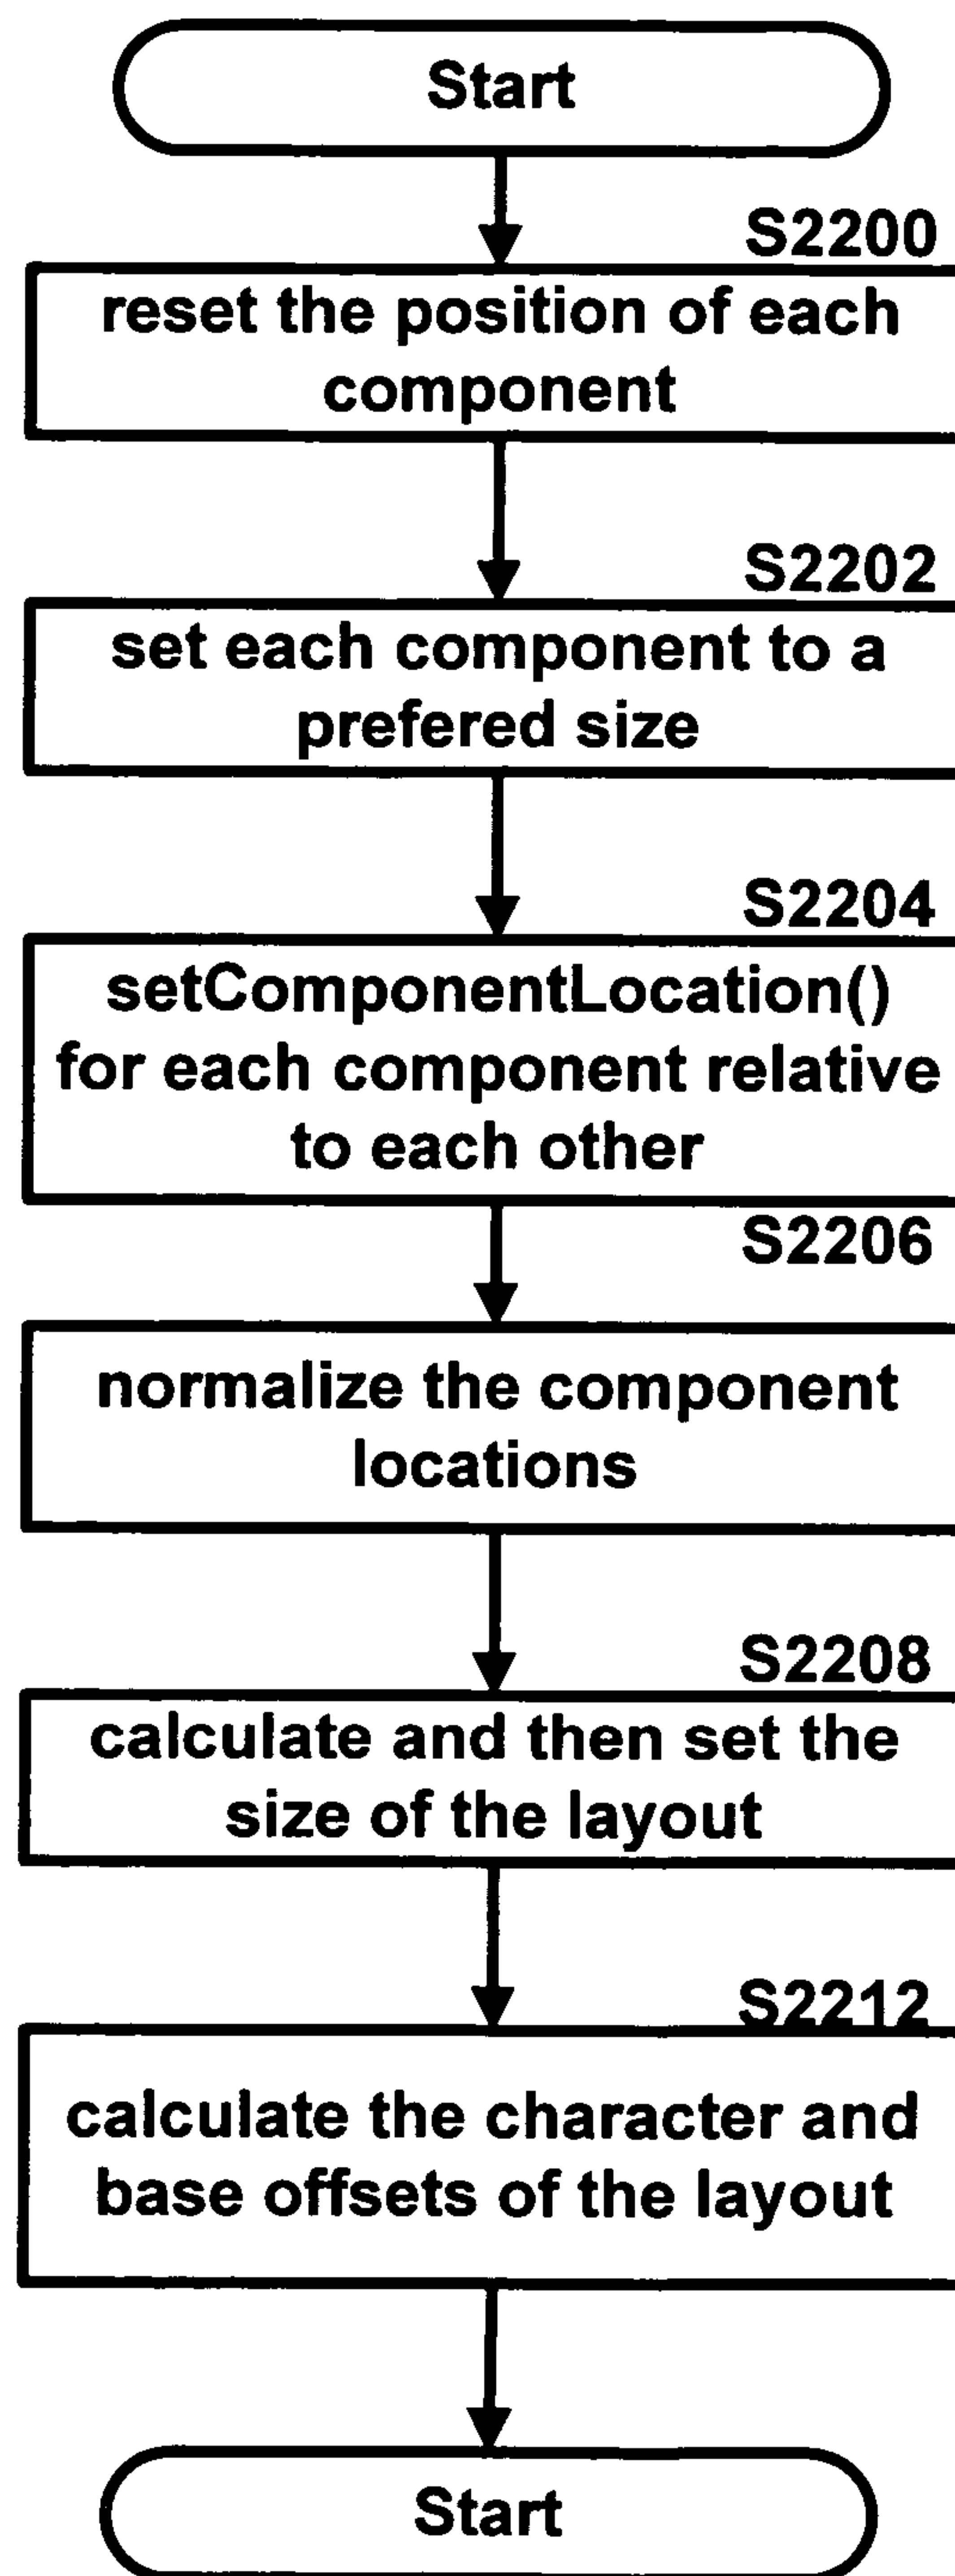 Start
S2200
reset the position of each
component
S2202
set each component to a
prefered size
S2204
setComponentLocation()
for each component relative
to each other
S2206
normalize the component
locations
S2208
calculate and then set the
size of the layout
S2212
calculate the character and
base offsets of the layout
Start